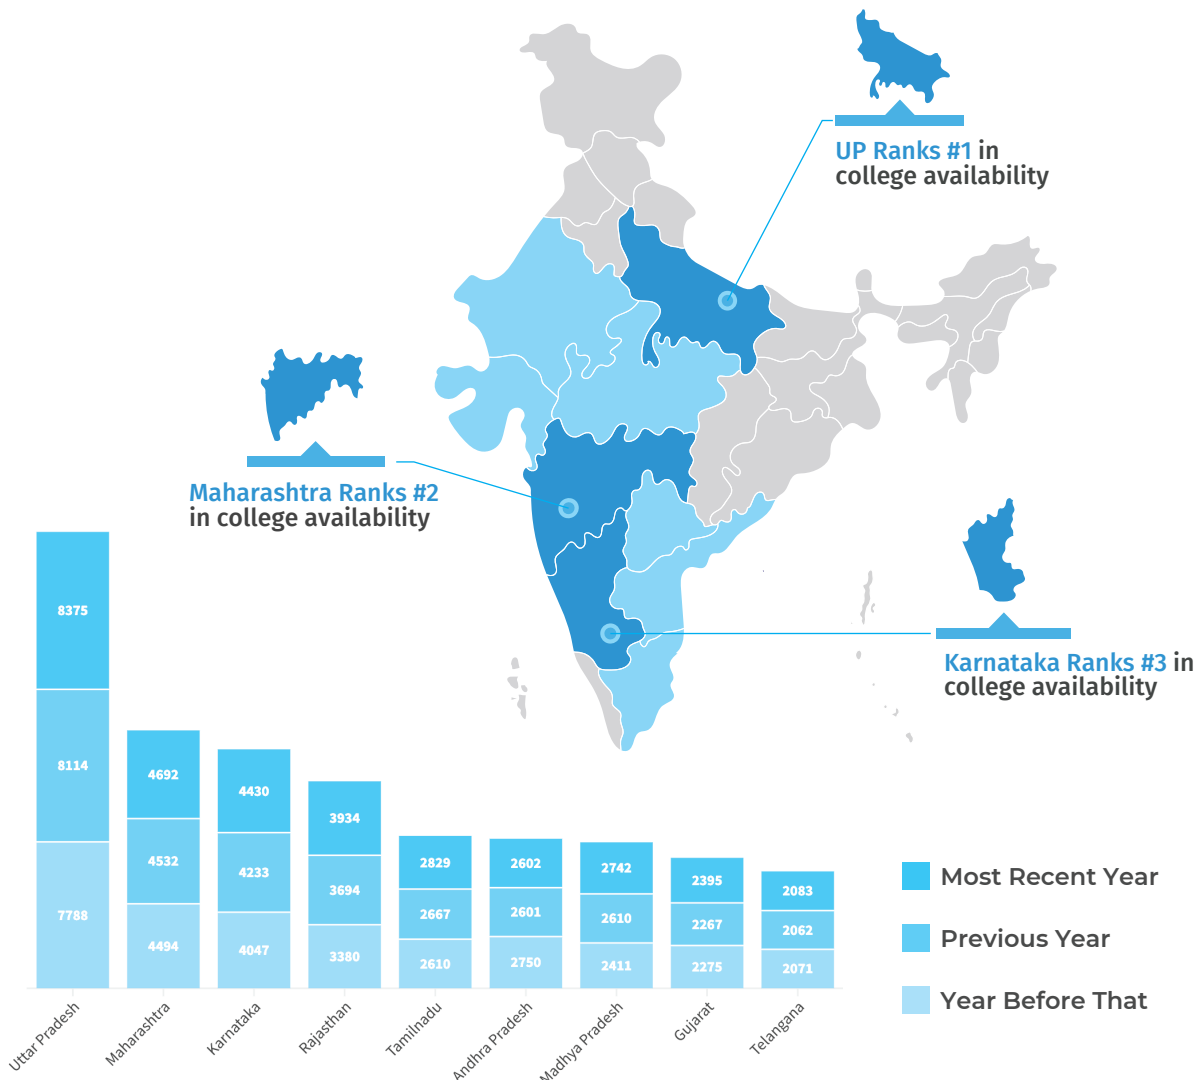 UP Ranks #1 in
college availability
Maharashtra Ranks #2
in college availability
Karnataka Ranks #3 in
college availability
8375
8114
7788
4692
4532
4494
4430
4233
4047
3934
3694
3380
2829
2667
2610
2602
2601
2750
2742
2610
2411
2395
2267
2275
2083
2062
2071
Uttar Pradesh
Maharashtra
Karnataka
Rajasthan
Tamilnadu
Andhra Pradesh
Madhya Pradesh
Gujarat
Telangana
Most Recent Year
Previous Year
Year Before That